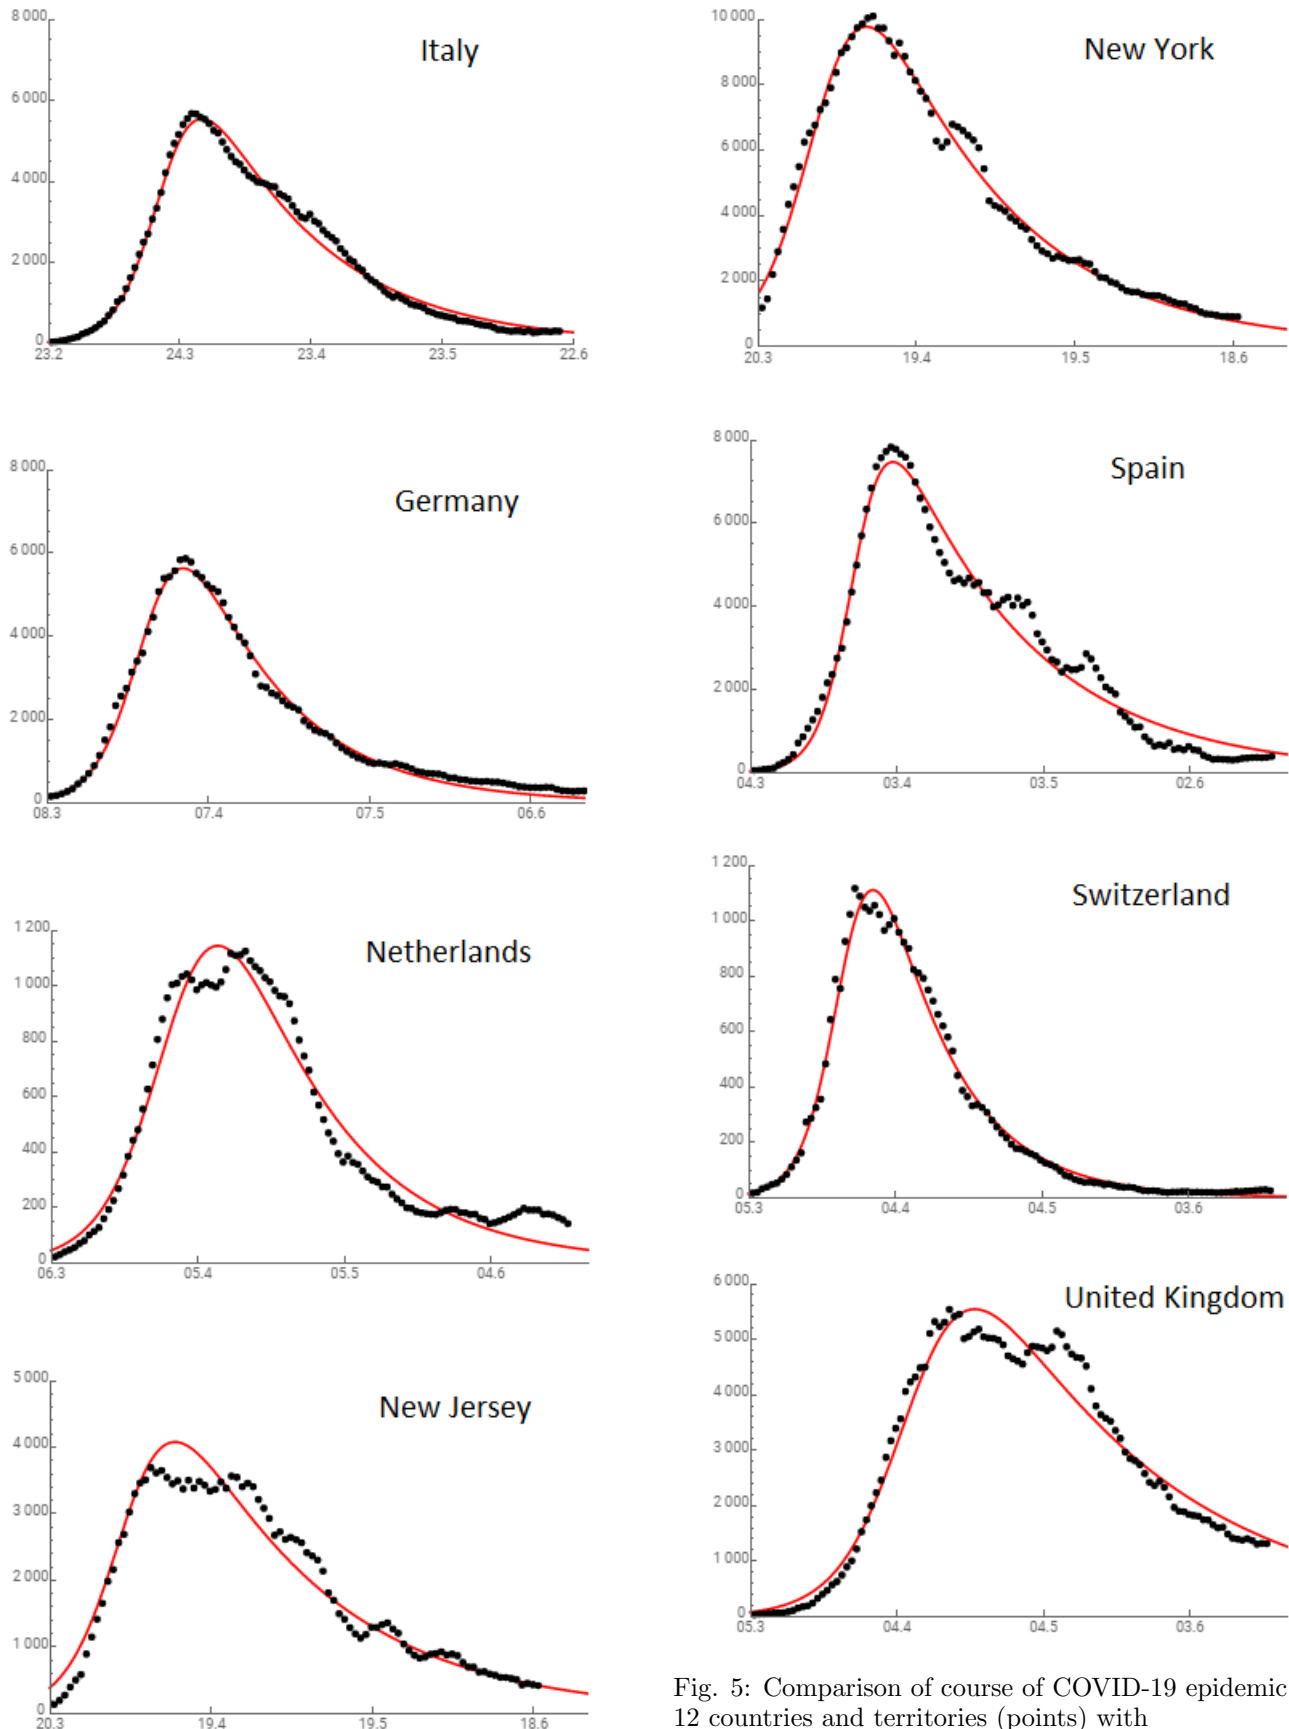 Italy
8 000
6 000
4 000
2 000
0
23.2 24.3 23.4 23.5 22.6
New York
10 000
8 000
6 000
4 000
2 000
0
20.3 19.4 19.5 18.6
Germany
8 000
6 000
4 000
2 000
0
08.3 07.4 07.5 06.6
Spain
8 000
6 000
4 000
2 000
0
04.3 03.4 03.5 02.6
Netherlands
1 200
1 000
800
600
400
200
0
06.3 05.4 05.5 04.6
Switzerland
1 200
1 000
800
600
400
200
0
05.3 04.4 04.5 03.6
New Jersey
5 000
4 000
3 000
2 000
1 000
0
20.3 19.4 19.5 18.6
United Kingdom
6 000
5 000
4 000
3 000
2 000
1 000
0
05.3 04.4 04.5 03.6
Fig. 5: Comparison of course of COVID-19 epidemic
12 countries and territories (points) with